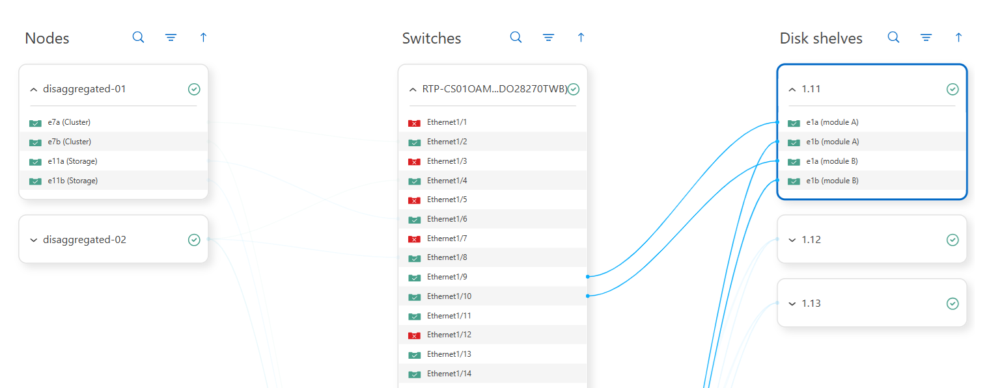 Nodes
disaggregated-01
e7a (Cluster)
e7b (Cluster)
e11a (Storage)
e11b (Storage)
disaggregated-02
Switches
RTP-CS01OAM...DO28270TWB)
Ethernet1/1
Ethernet1/2
Ethernet1/3
Ethernet1/4
Ethernet1/5
Ethernet1/6
Ethernet1/7
Ethernet1/8
Ethernet1/9
Ethernet1/10
Ethernet1/11
Ethernet1/12
Ethernet1/13
Ethernet1/14
Disk shelves
1.11
e1a (module A)
e1b (module A)
e1a (module B)
e1b (module B)
1.12
1.13